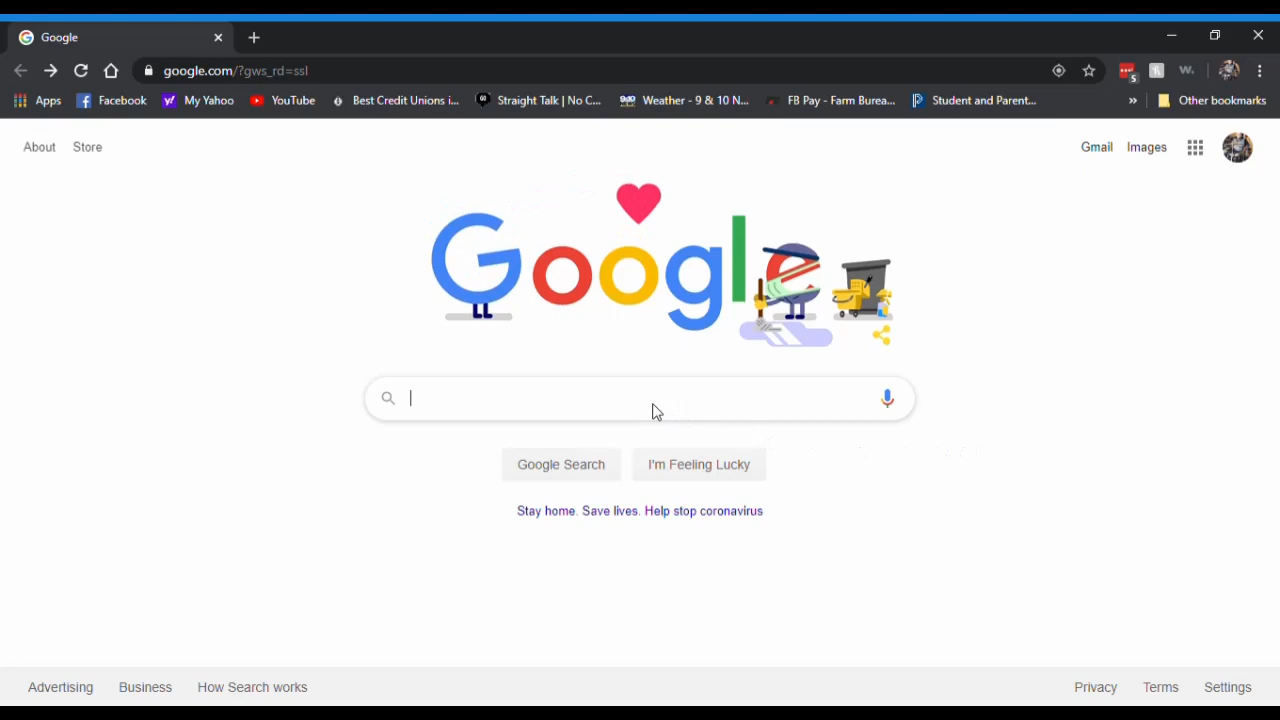 Google
google.com/?gws_rd=ssl
5
w.
Apps
Facebook
My Yahoo
YouTube
Best Credit Unions i...
Straight Talk | No C...
Weather - 9 & 10 N...
FB Pay - Farm Burea...
Student and Parent...
»
Other bookmarks
About
Store
Gmail
Images
Google
Google Search
I'm Feeling Lucky
Stay home. Save lives. Help stop coronavirus
Advertising
Business
How Search works
Privacy
Terms
Settings